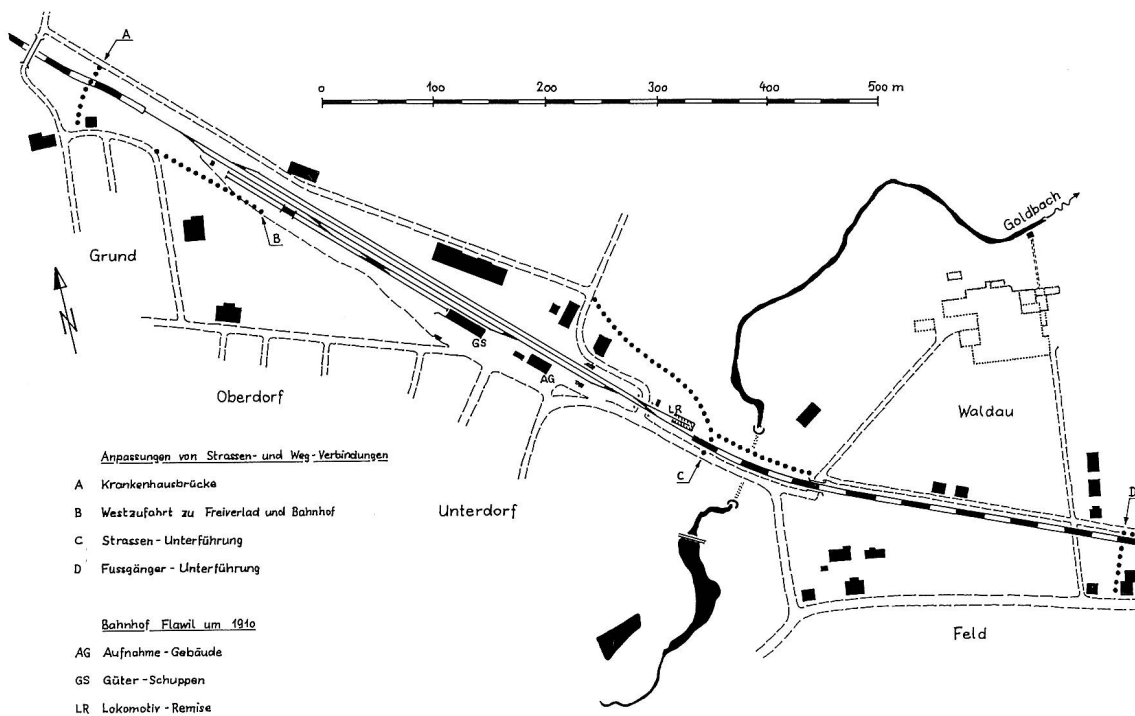 A
0 100 200 300 400 500 m
Goldbach
B
Grund
N
GS
AG
LR
Oberdorf
Waldau
C
D
Unterdorf
Feld
Anpassungen von Strassen- und Weg-Verbindungen
A Krankenhausbrücke
B Westzufahrt zu Freiverlad und Bahnhof
C Strassen-Unterführung
D Fussgänger-Unterführung
Bahnhof Flawil um 1910
AG Aufnahme-Gebäude
GS Güter-Schuppen
LR Lokomotiv-Remise